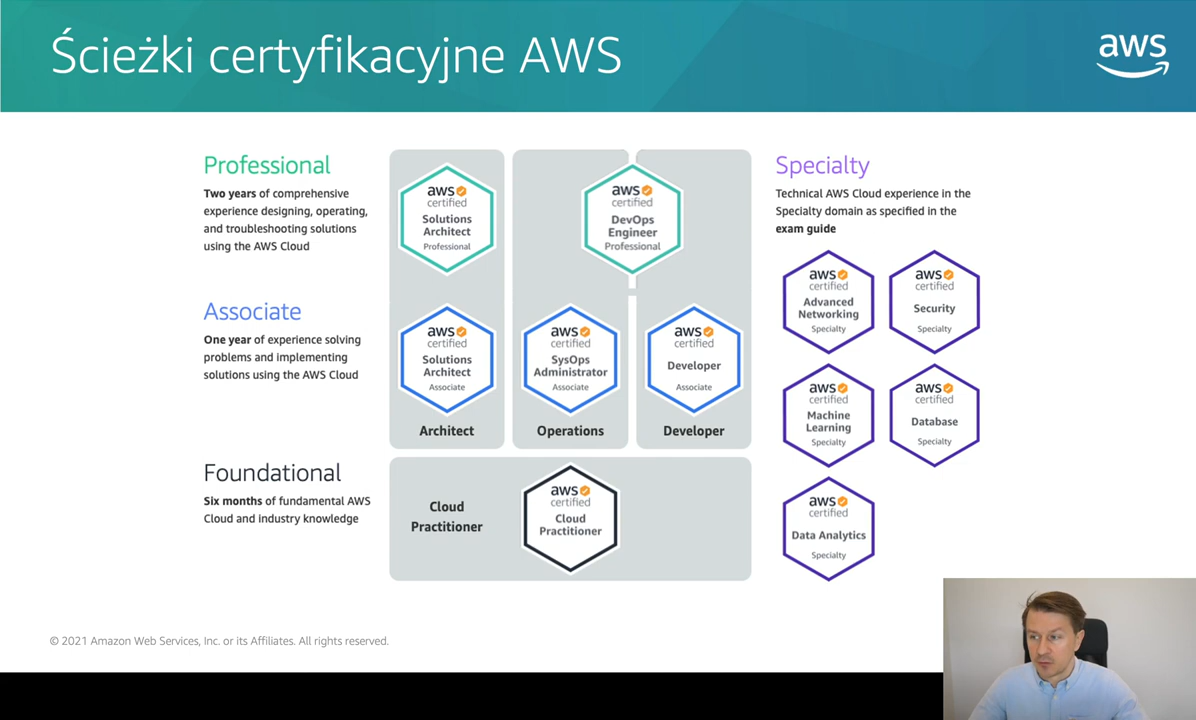 Ścieżki certyfikacyjne AWS
aws
Professional
Two years of comprehensive
experience designing, operating,
and troubleshooting solutions
using the AWS Cloud
aws
certified
Solutions
Architect
Professional
aws
certified
DevOps
Engineer
Professional
Associate
One year of experience solving
problems and implementing
solutions using the AWS Cloud
aws
certified
Solutions
Architect
Associate
aws
certified
SysOps
Administrator
Associate
aws
certified
Developer
Associate
Architect
Operations
Developer
Foundational
Six months of fundamental AWS
Cloud and industry knowledge
Cloud
Practitioner
aws
certified
Cloud
Practitioner
Specialty
Technical AWS Cloud experience in the
Specialty domain as specified in the
exam guide
aws
certified
Advanced
Networking
Specialty
aws
certified
Security
Specialty
aws
certified
Machine
Learning
Specialty
aws
certified
Database
Specialty
aws
certified
Data Analytics
Specialty
© 2021 Amazon Web Services, Inc. or its Affiliates. All rights reserved.